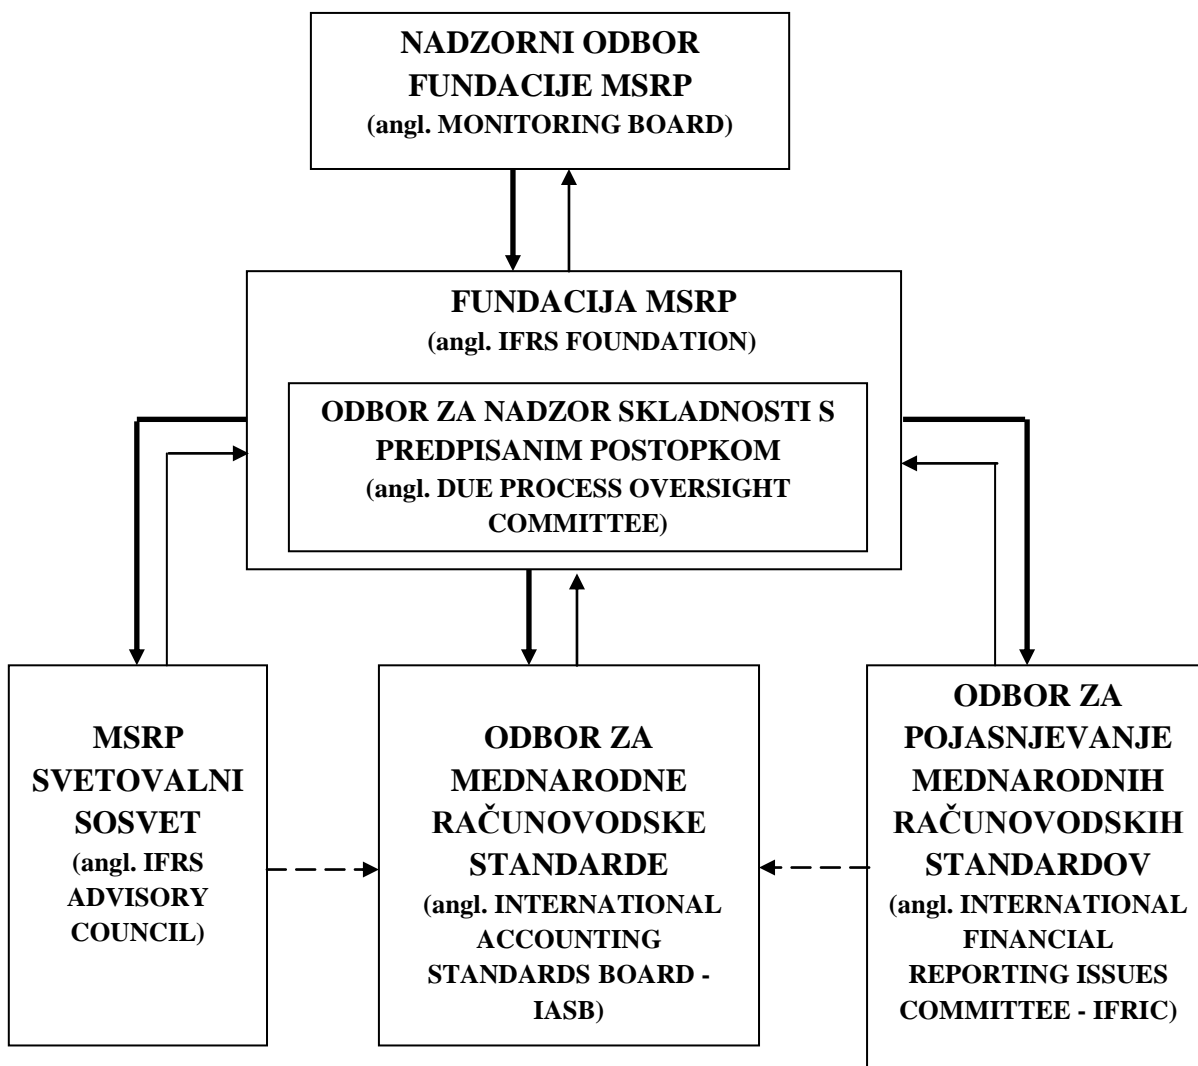 NADZORNI ODBOR
FUNDACIJE MSRP
(angl. MONITORING BOARD)
FUNDACIJA MSRP
(angl. IFRS FOUNDATION)
ODBOR ZA NADZOR SKLADNOSTI S
PREDPISANIM POSTOPKOM
(angl. DUE PROCESS OVERSIGHT
COMMITTEE)
MSRP
SVETOVALNI
SOSVET
(angl. IFRS
ADVISORY
COUNCIL)
ODBOR ZA
MEDNARODNE
RAČUNOVODSKE
STANDARDE
(angl. INTERNATIONAL
ACCOUNTING
STANDARDS BOARD -
IASB)
ODBOR ZA
POJASNJEVANJE
MEDNARODNIH
RAČUNOVODSKIH
STANDARDOV
(angl. INTERNATIONAL
FINANCIAL
REPORTING ISSUES
COMMITTEE - IFRIC)